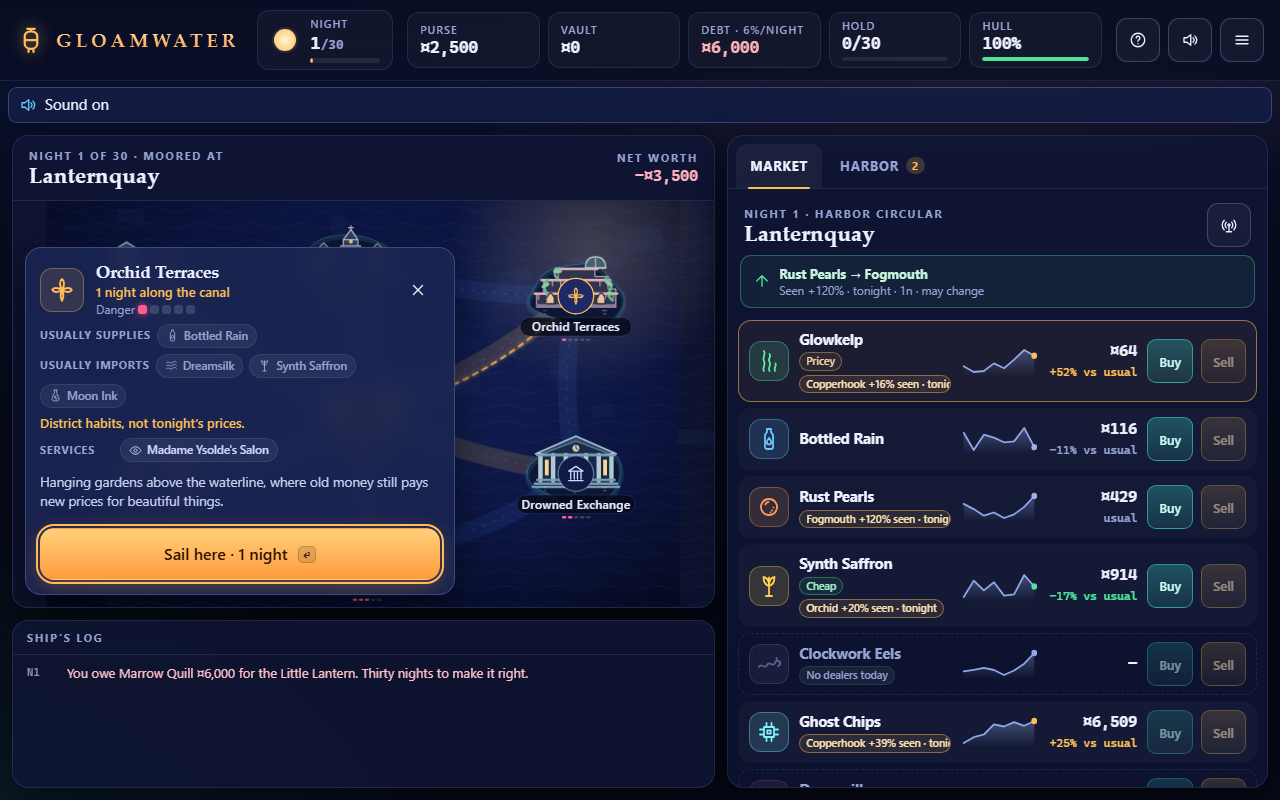 GLOAMWATER
NIGHT
1/30
PURSE
¤2,500
VAULT
¤0
DEBT · 6%/NIGHT
¤6,000
HOLD
0/30
HULL
100%
Sound on
NIGHT 1 OF 30 · MOORED AT
Lanternquay
NET WORTH
−¤3,500
Orchid Terraces
1 night along the canal
Danger
USUALLY SUPPLIES Bottled Rain
USUALLY IMPORTS Dreamsilk Synth Saffron
Moon Ink
District habits, not tonight's prices.
SERVICES Madame Ysolde's Salon
Hanging gardens above the waterline, where old money still pays
new prices for beautiful things.
Sail here · 1 night ↵
Orchid Terraces
Drowned Exchange
SHIP'S LOG
N1 You owe Marrow Quill ¤6,000 for the Little Lantern. Thirty nights to make it right.
MARKET
HARBOR 2
NIGHT 1 · HARBOR CIRCULAR
Lanternquay
Rust Pearls → Fogmouth
Seen +120% · tonight · 1n · may change
Glowkelp
Pricey
Copperhook +16% seen · tonig
¤64
+52% vs usual
Buy
Sell
Bottled Rain
¤116
−11% vs usual
Buy
Sell
Rust Pearls
Fogmouth +120% seen · tonig
¤429
usual
Buy
Sell
Synth Saffron
Cheap
Orchid +20% seen · tonight
¤914
−17% vs usual
Buy
Sell
Clockwork Eels
No dealers today
–
Buy
Sell
Ghost Chips
Copperhook +39% seen · toni
¤6,509
+25% vs usual
Buy
Sell